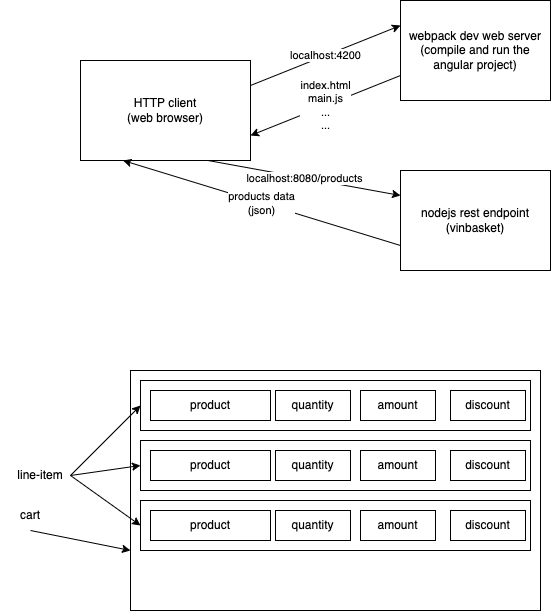 webpack dev web server
(compile and run the
angular project)
localhost:4200
index.html
main.js
...
...
HTTP client
(web browser)
localhost:8080/products
products data
(json)
nodejs rest endpoint
(vinbasket)
product quantity amount discount
product quantity amount discount
line-item
cart
product quantity amount discount